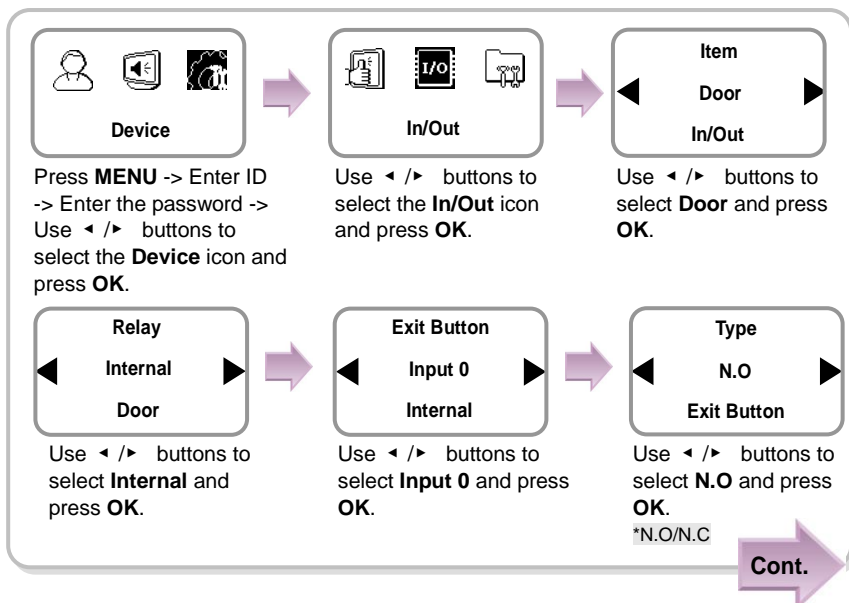 Device
Press MENU -> Enter ID
-> Enter the password ->
Use ◄ /► buttons to
select the Device icon and
press OK.
I/O
In/Out
Use ◄ /► buttons to
select the In/Out icon
and press OK.
Item
Door
In/Out
Use ◄ /► buttons to
select Door and press
OK.
Relay
Internal
Door
Use ◄ /► buttons to
select Internal and
press OK.
Exit Button
Input 0
Internal
Use ◄ /► buttons to
select Input 0 and press
OK.
Type
N.O
Exit Button
Use ◄ /► buttons to
select N.O and press
OK.
*N.O/N.C
Cont.